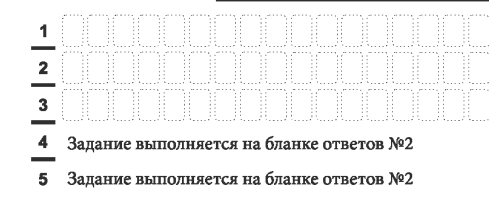 1
2
3
4 Задание выполняется на бланке ответов №2
5 Задание выполняется на бланке ответов №2